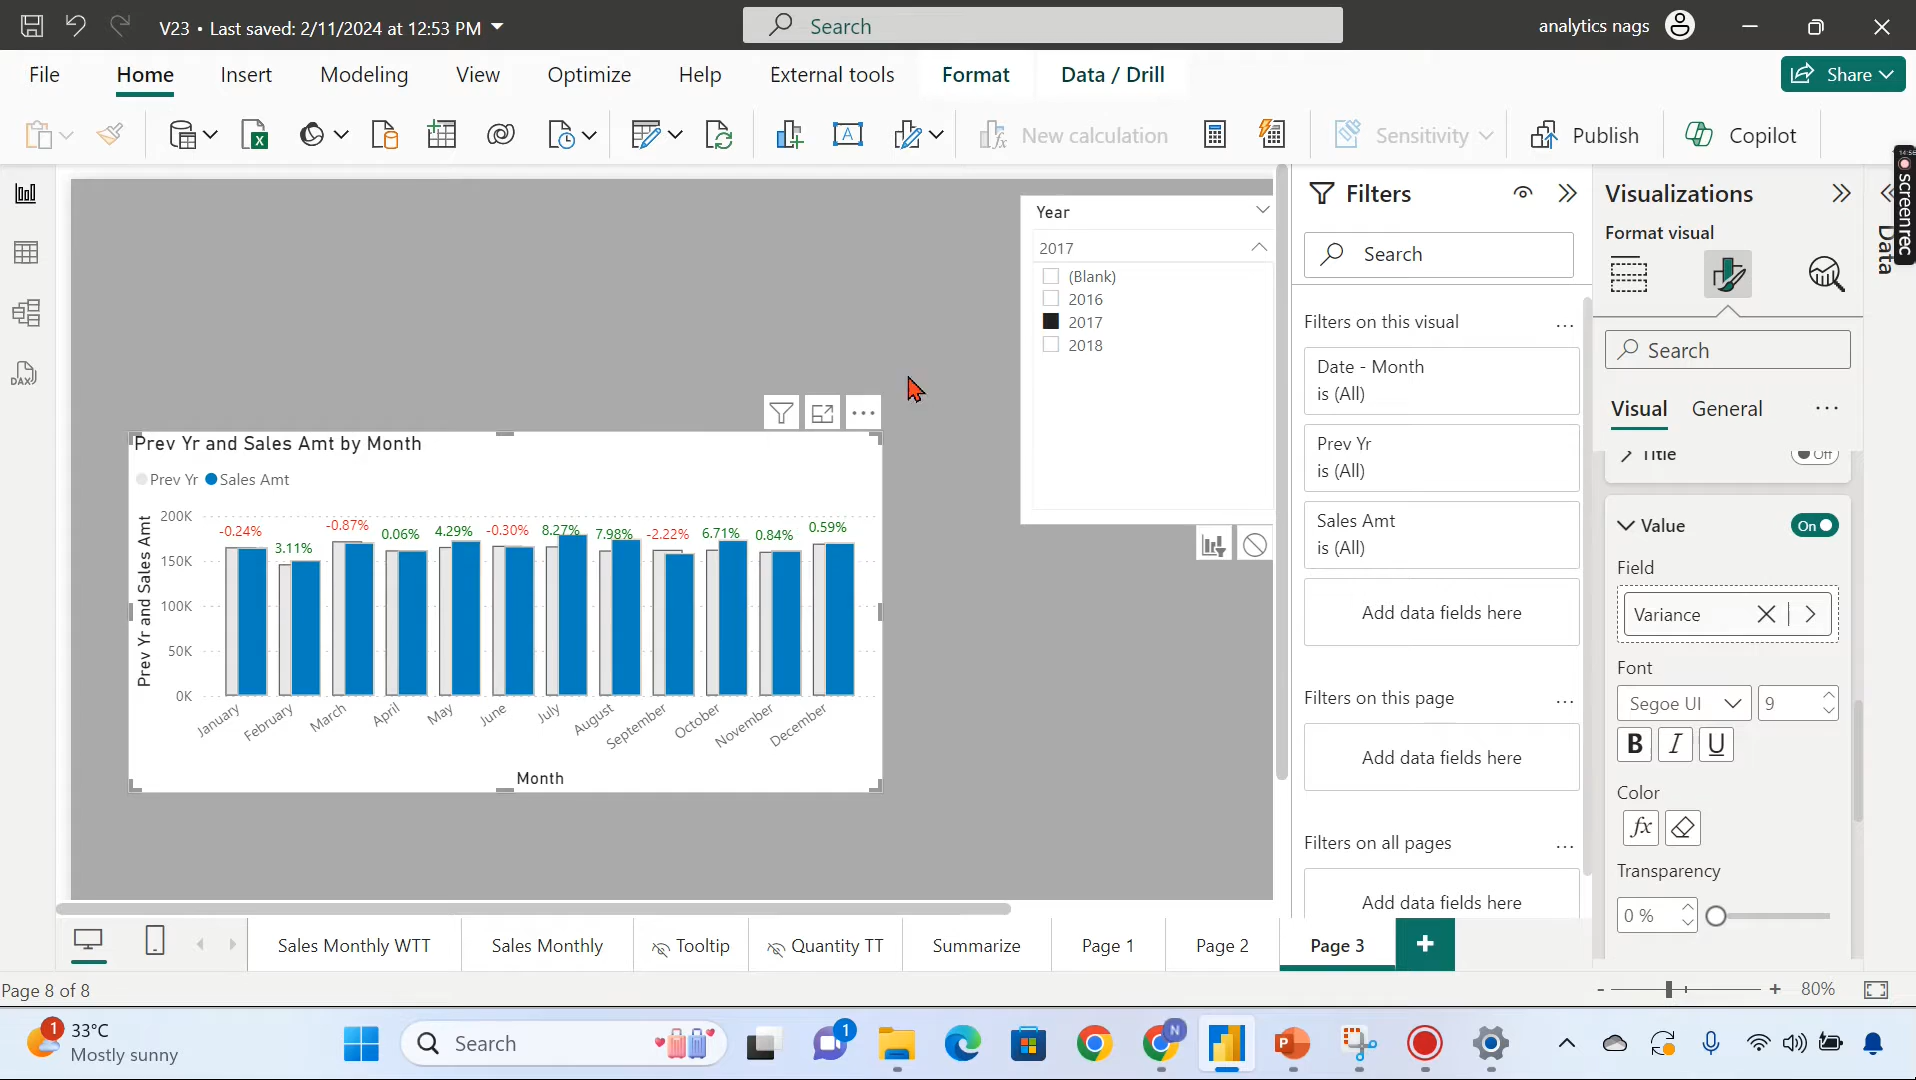 V23 • Last saved: 2/11/2024 at 12:53 PM
Search
analytics nags
File
Home
Insert
Modeling
View
Optimize
Help
External tools
Format
Data / Drill
Share
New calculation
Sensitivity
Publish
Copilot
Year
2017
(Blank)
2016
2017
2018
Prev Yr and Sales Amt by Month
Prev Yr
Sales Amt
Prev Yr and Sales Amt
200K
150K
100K
50K
0K
-0.24%
3.11%
-0.87%
0.06%
4.29%
-0.30%
8.27%
7.98%
-2.22%
6.71%
0.84%
0.59%
January
February
March
April
May
June
July
August
September
October
November
December
Month
Filters
Search
Filters on this visual
Date - Month
is (All)
Prev Yr
is (All)
Sales Amt
is (All)
Add data fields here
Filters on this page
Add data fields here
Filters on all pages
Add data fields here
Visualizations
Format visual
Search
Visual
General
Title
Off
Value
On
Field
Variance
Font
Segoe UI
9
B
I
U
Color
fx
Transparency
0 %
Data
screenrec
DAX
Sales Monthly WTT
Sales Monthly
Tooltip
Quantity TT
Summarize
Page 1
Page 2
Page 3
Page 8 of 8
80%
1
33°C
Mostly sunny
Search
1
N